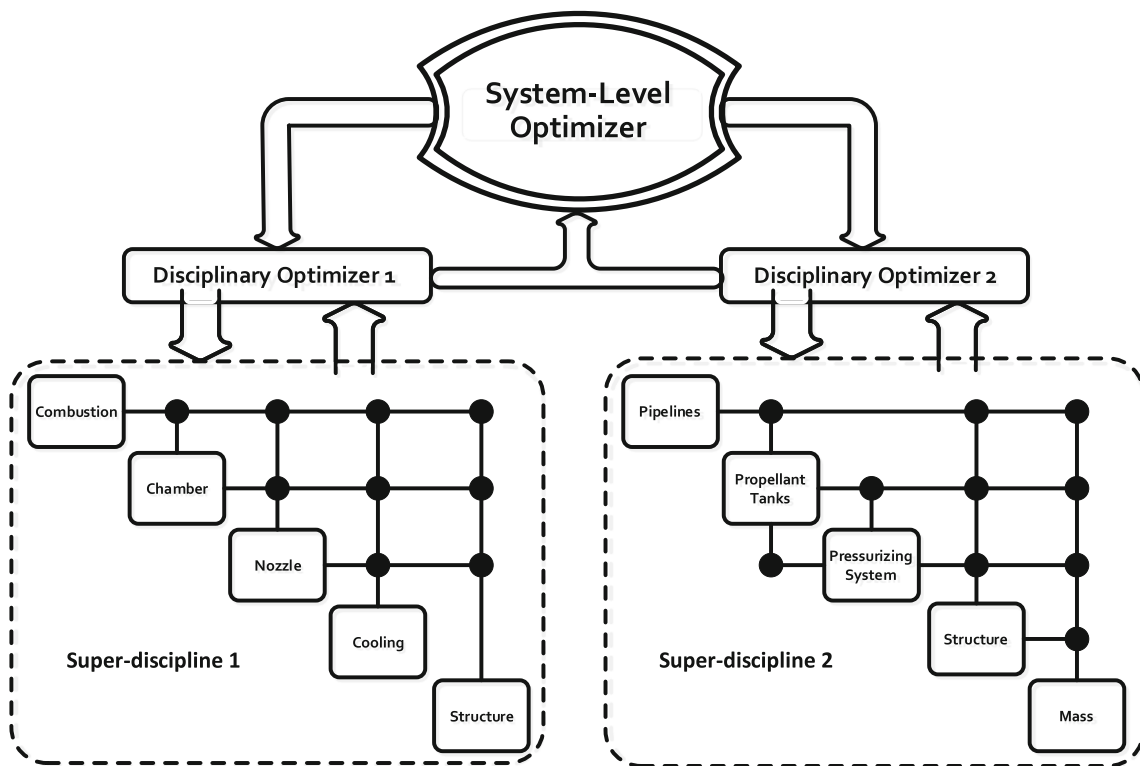 System-Level
Optimizer
Disciplinary Optimizer 1
Disciplinary Optimizer 2
Combustion
Chamber
Nozzle
Cooling
Structure
Super-discipline 1
Pipelines
Propellant
Tanks
Pressurizing
System
Structure
Mass
Super-discipline 2